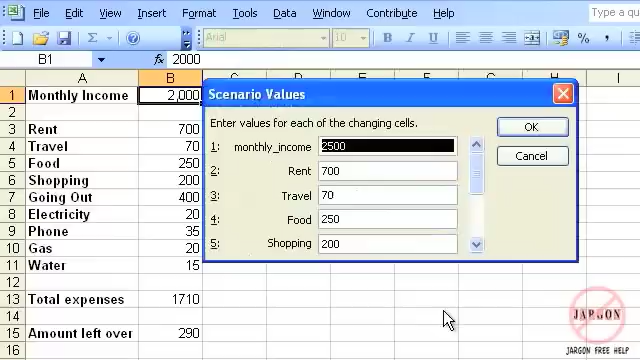 File Edit View Insert Format Tools Data Window Contribute Help Type a qu
Arial 10 B
B1 fx 2000
A B C D E F G H I
1 Monthly Income 2,000
2
3 Rent 700
4 Travel 70
5 Food 250
6 Shopping 200
7 Going Out 400
8 Electricity 20
9 Phone 35
10 Gas 20
11 Water 15
12
13 Total expenses 1710
14
15 Amount left over 290
16
Scenario Values
Enter values for each of the changing cells.
1: monthly_income 2500
2: Rent 700
3: Travel 70
4: Food 250
5: Shopping 200
OK
Cancel
JARGON
JARGON FREE HELP